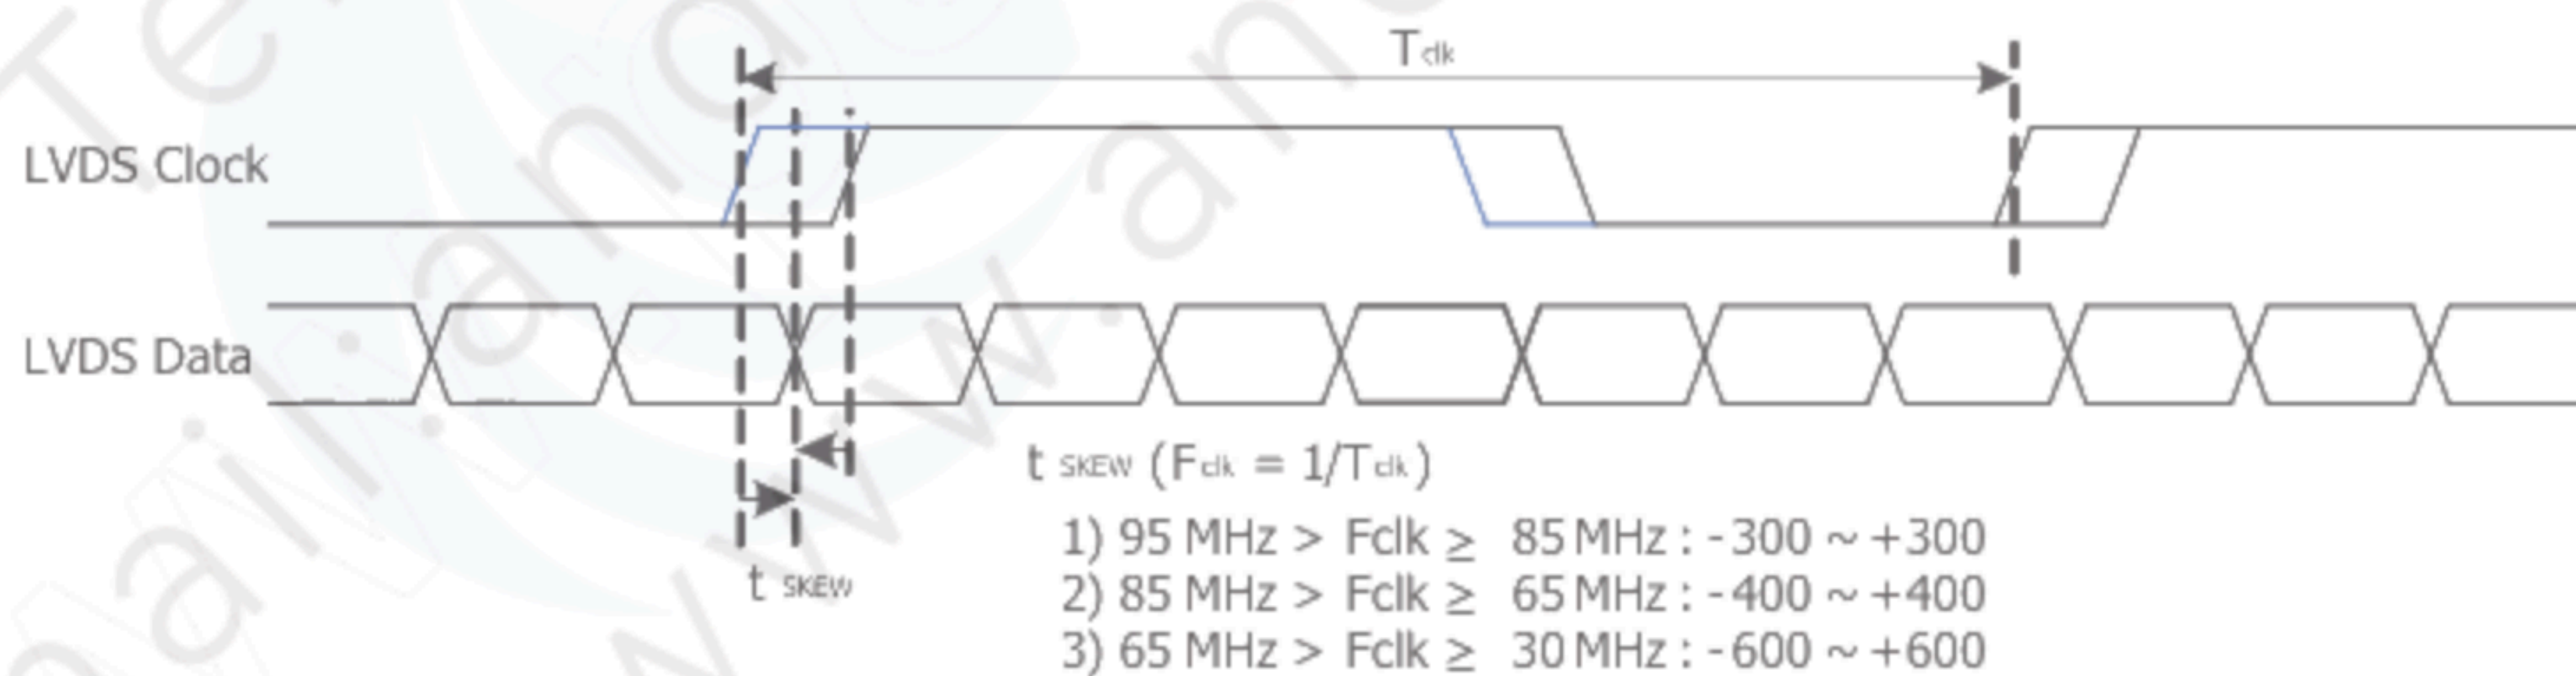 Tclk
LVDS Clock
LVDS Data
t SKEW (Fclk = 1/Tclk)
1) 95 MHz > Fclk ≥ 85 MHz : -300 ~ +300
t SKEW
2) 85 MHz > Fclk ≥ 65 MHz : -400 ~ +400
3) 65 MHz > Fclk ≥ 30 MHz : -600 ~ +600